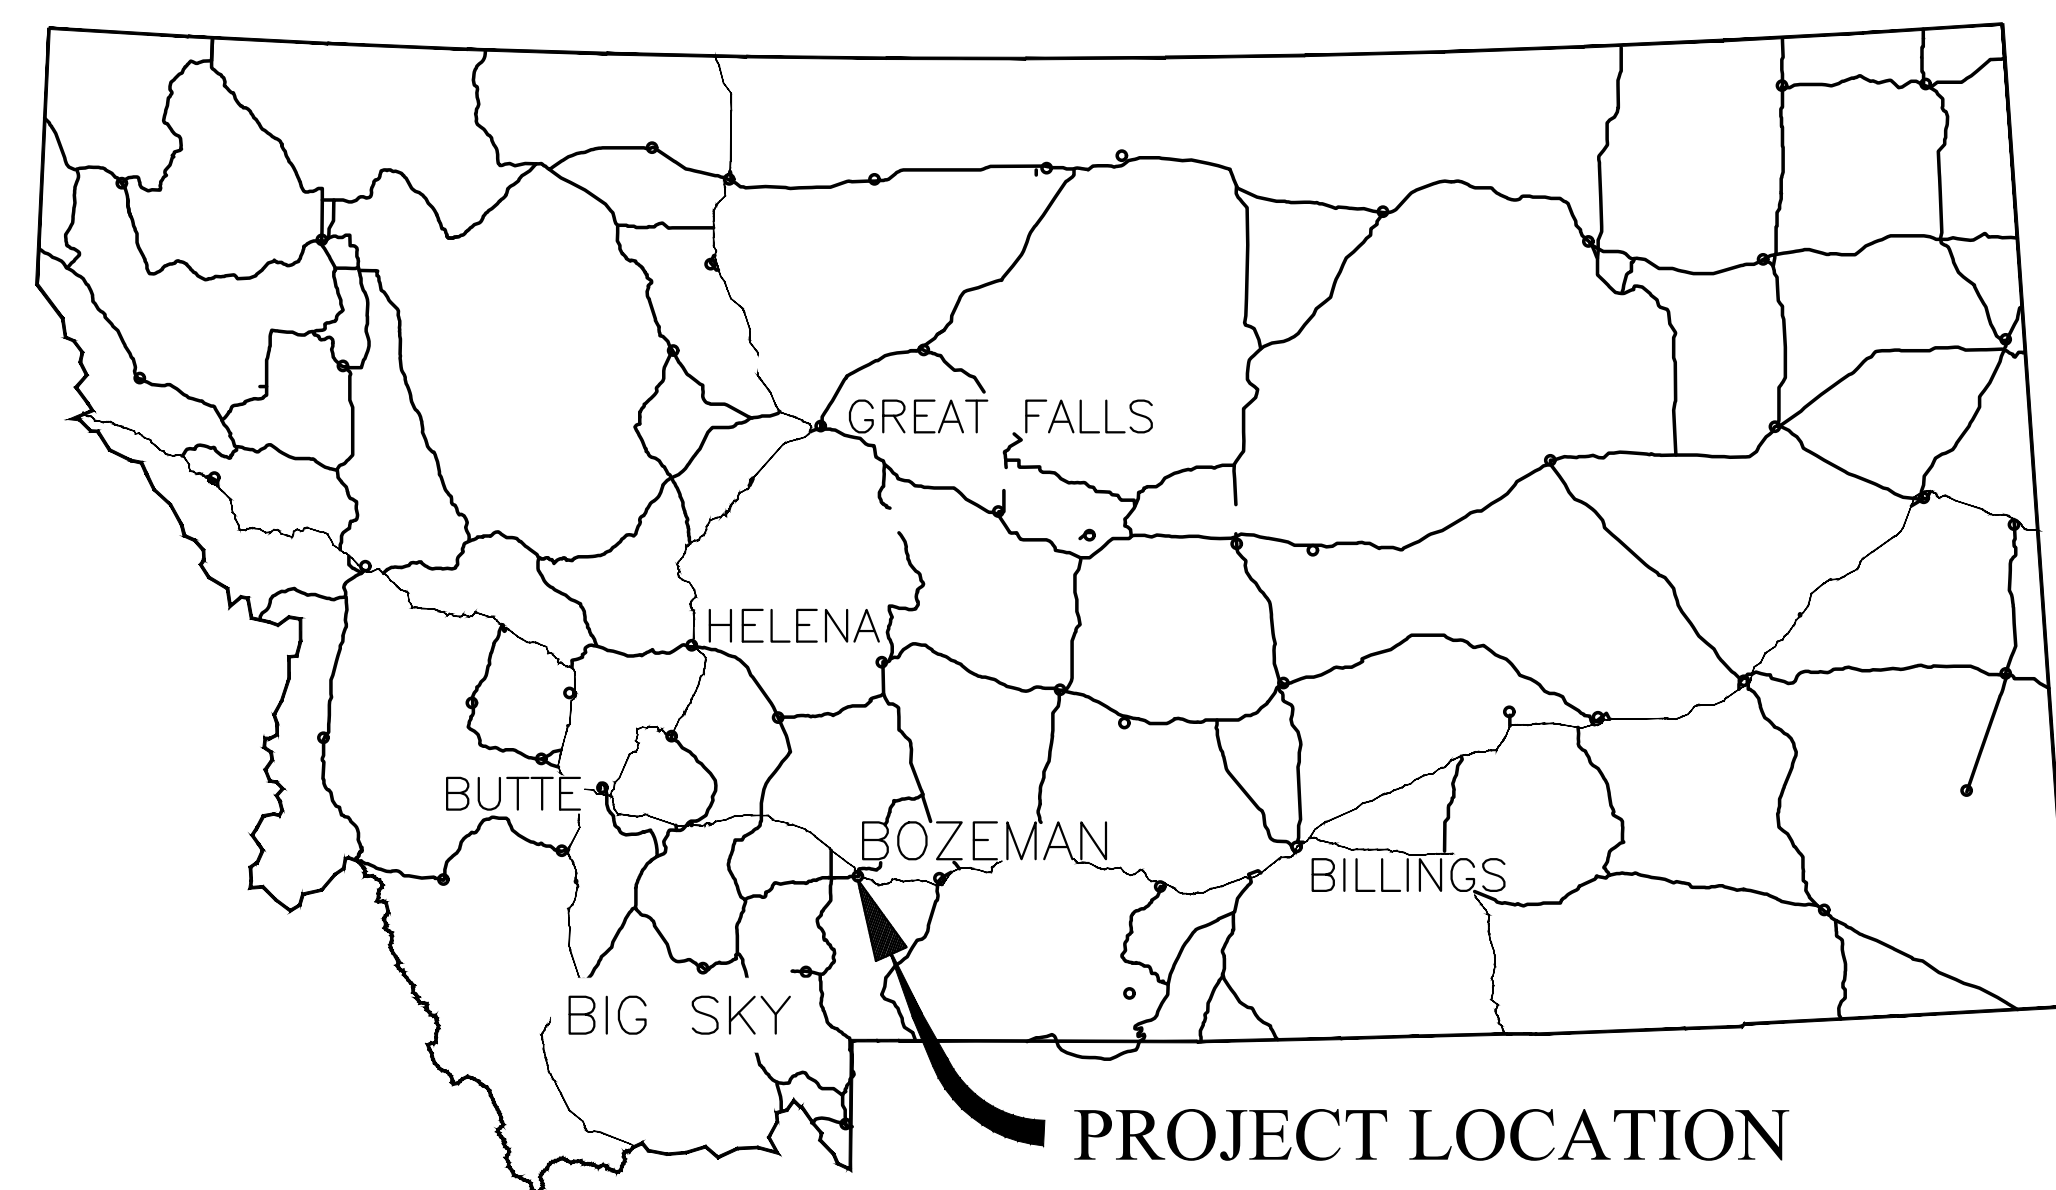 GREAT FALLS
HELENA
BUTTE
BOZEMAN
BILLINGS
BIG SKY
PROJECT LOCATION